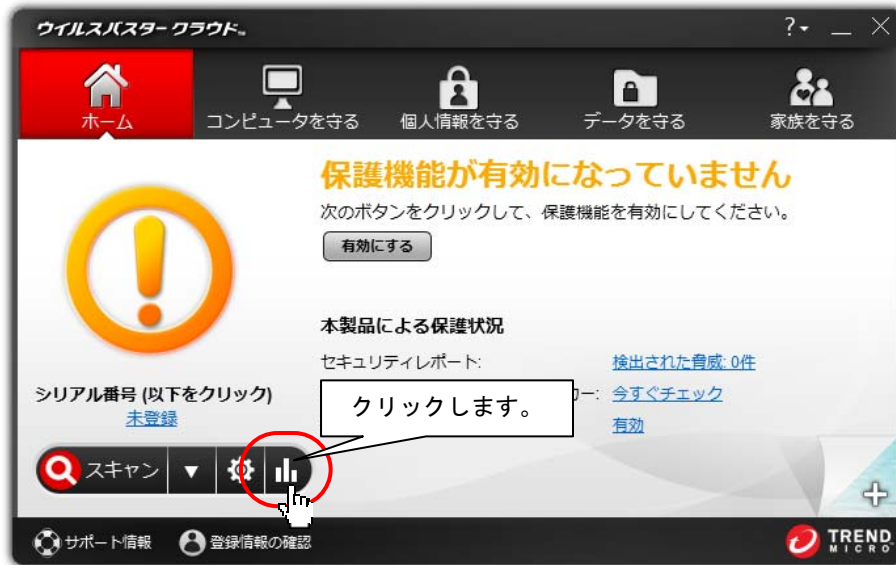 ウイルスバスター クラウド™
?
ホーム
コンピュータを守る
個人情報を守る
データを守る
家族を守る
保護機能が有効になっていません
次のボタンをクリックして、保護機能を有効にしてください。
有効にする
本製品による保護状況
セキュリティレポート:
検出された脅威: 0件
カー:
今すぐチェック
有効
シリアル番号 (以下をクリック)
未登録
クリックします。
スキャン
サポート情報
登録情報の確認
TREND
MICRO